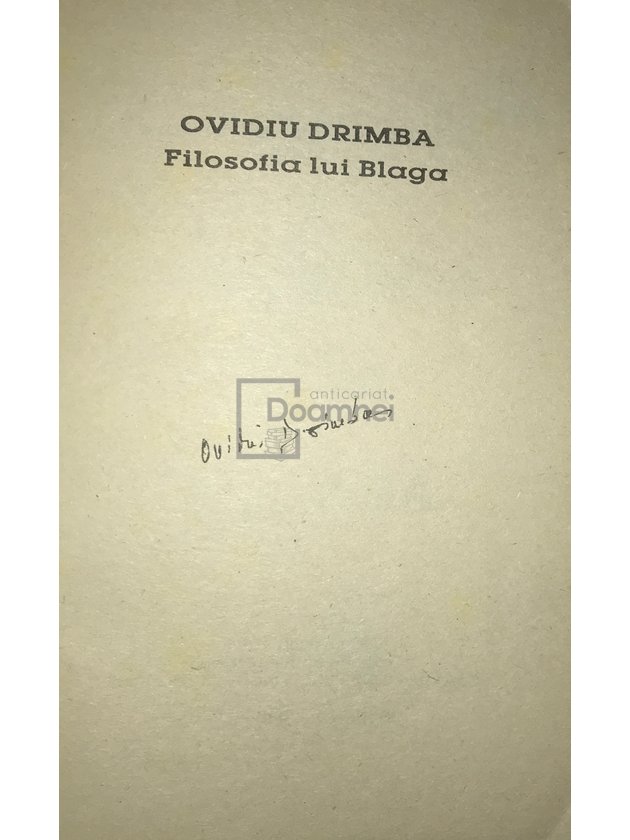 OVIDIU DRIMBA
Filosofia lui Blaga
anticariat
Doamnei
Ovidiu Drimba